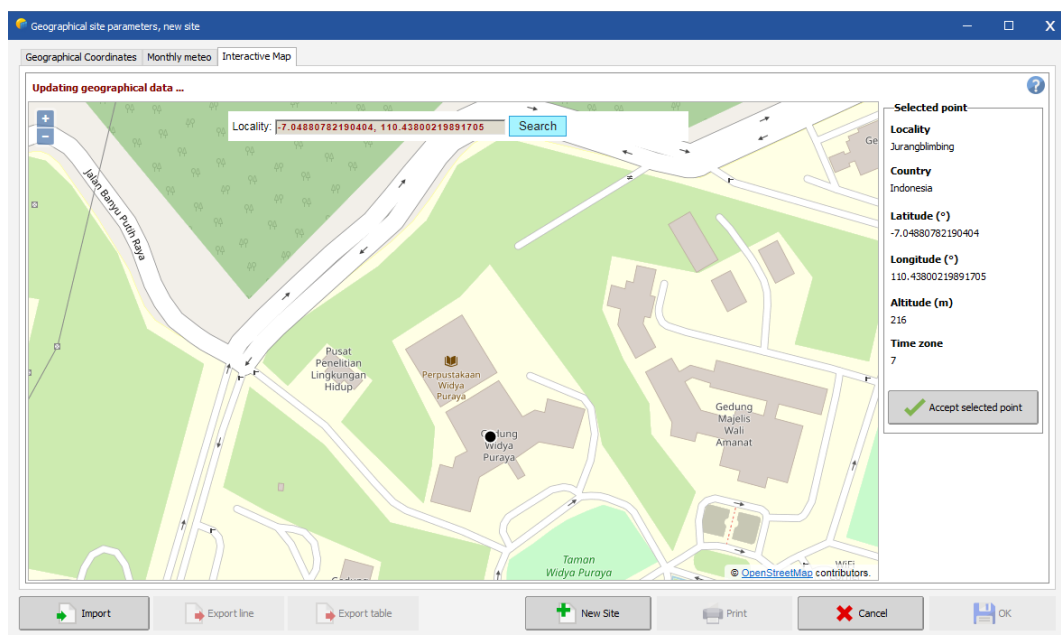 Geographical site parameters, new site
Geographical Coordinates Monthly meteo Interactive Map
Updating geographical data ...
Locality: -7.04880782190404, 110.43800219891705 Search
+
-
Jalan Banyu Putih Raya
Pusat
Penelitian
Lingkungan
Hidup
Perpustakaan
Widya
Puraya
Gedung
Widya
Puraya
Gedung
Majelis
Wali
Amanat
Taman
Widya Puraya
© OpenStreetMap contributors.
Selected point
Locality
Jurangblimbing
Country
Indonesia
Latitude (°)
-7.04880782190404
Longitude (°)
110.43800219891705
Altitude (m)
216
Time zone
7
Accept selected point
Import Export line Export table New Site Print Cancel OK